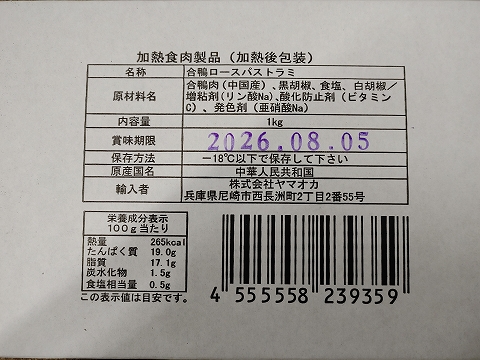 加熱食肉製品（加熱後包装）
名称 合鴨ロースパストラミ
原材料名 合鴨肉（中国産）、黒胡椒、食塩、白胡椒／
増粘剤（リン酸Na）、酸化防止剤（ビタミン
C）、発色剤（亜硝酸Na）
内容量 1kg
賞味期限 2026.08.05
保存方法 －18℃以下で保存して下さい
原産国名 中華人民共和国
輸入者 株式会社ヤマオカ
兵庫県尼崎市西長洲町2丁目2番55号
栄養成分表示
100g当たり
熱量 265kcal
たんぱく質 19.0g
脂質 17.1g
炭水化物 1.5g
食塩相当量 0.5g
この表示値は目安です。
4 555558 239359